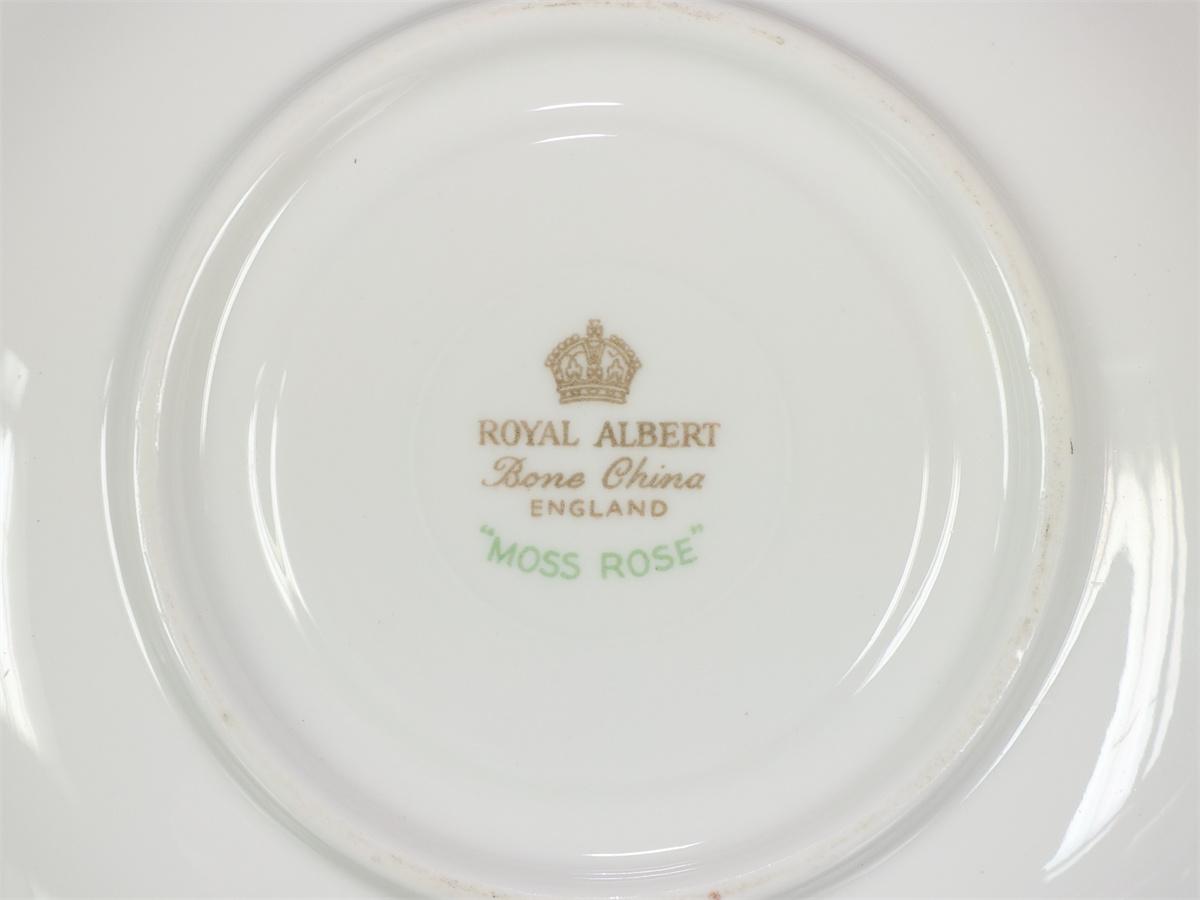 ROYAL ALBERT
Bone China
ENGLAND
"MOSS ROSE"